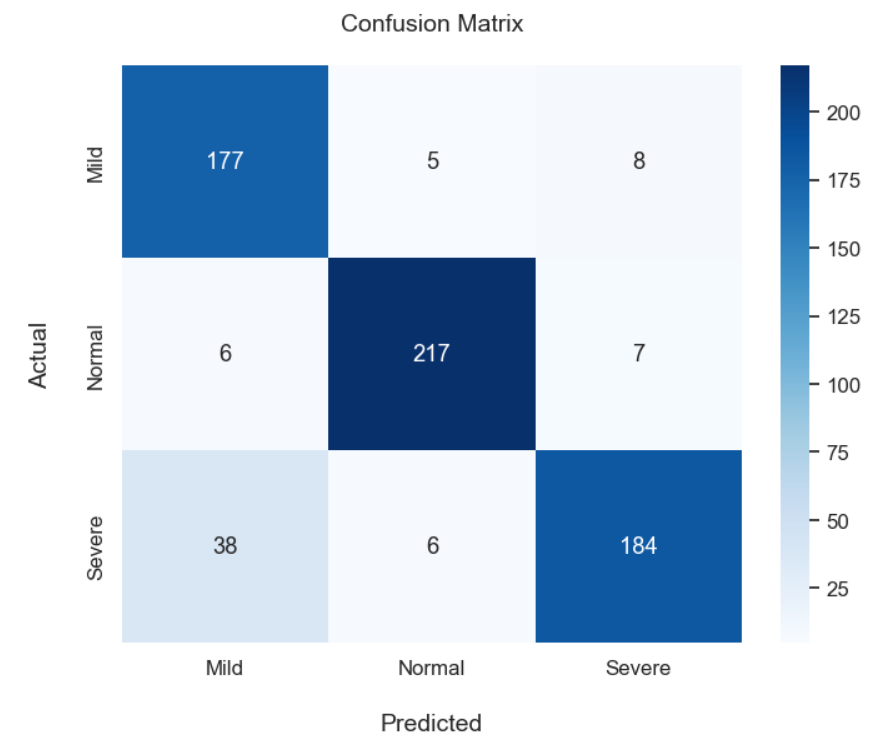 Confusion Matrix
Mild 177 5 8
Normal 6 217 7
Severe 38 6 184
Actual
Mild Normal Severe
Predicted
200
175
150
125
100
75
50
25